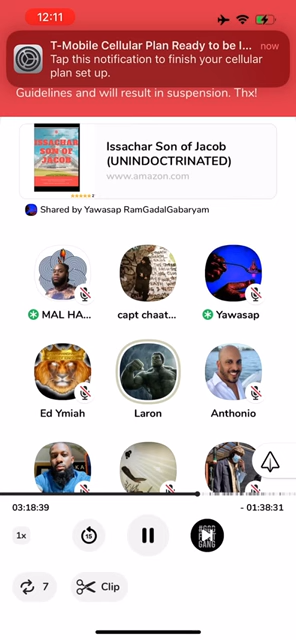 12:11
T-Mobile Cellular Plan Ready to be I... now
Tap this notification to finish your cellular
plan set up.
Guidelines and will result in suspension. Thx!
ISSACHAR
SON OF
JACOB
Issachar Son of Jacob
(UNINDOCTRINATED)
www.amazon.com
Shared by Yawasap RamGadalGabaryam
MAL HA... capt chaat... Yawasap
Ed Ymiah Laron Anthonio
03:18:39 - 01:38:31
1x 15
GANG
7 Clip